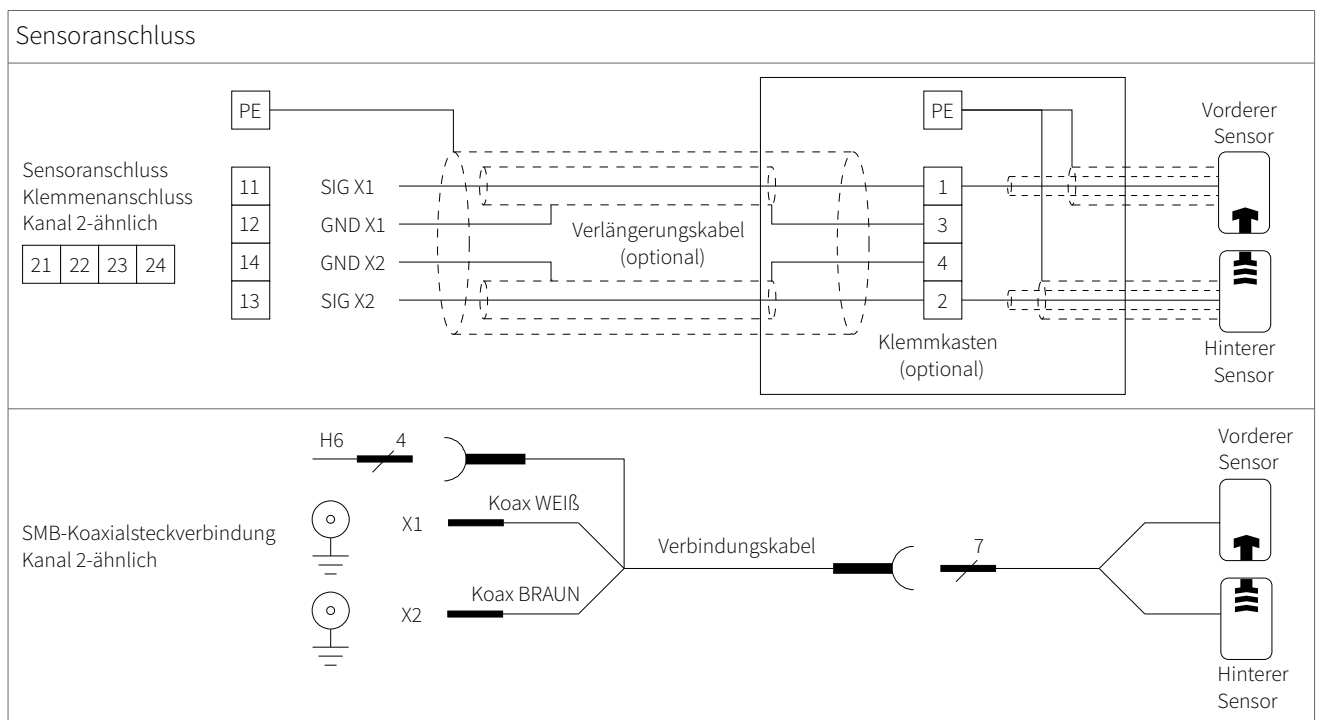 Sensoranschluss
PE
PE
Vorderer
Sensor
Sensoranschluss
Klemmenanschluss
Kanal 2-ähnlich
21 22 23 24
11 SIG X1 1
12 GND X1 3
14 GND X2 4
13 SIG X2 2
Verlängerungskabel
(optional)
Klemmkasten
(optional)
Hinterer
Sensor
H6 4
Vorderer
Sensor
SMB-Koaxialsteckverbindung
Kanal 2-ähnlich
X1 Koax WEIß
Verbindungskabel 7
X2 Koax BRAUN
Hinterer
Sensor